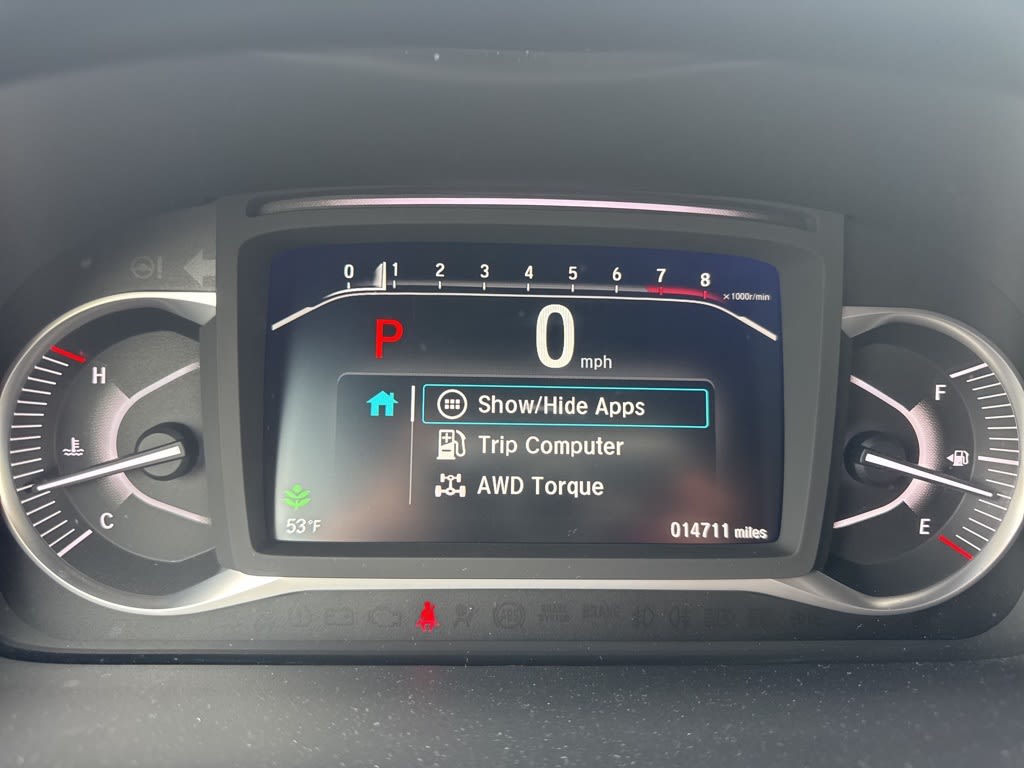 0 1 2 3 4 5 6 7 8
x1000r/min
P 0 mph
H
F
Show/Hide Apps
Trip Computer
AWD Torque
C
E
53°F
014711 miles